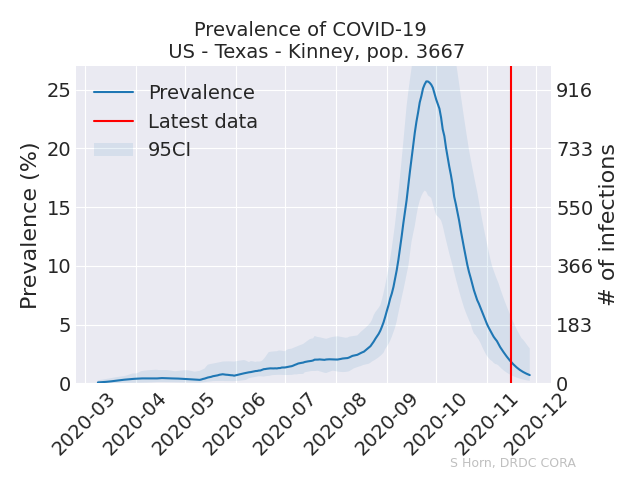 Prevalence of COVID-19
US - Texas - Kinney, pop. 3667
Prevalence
Latest data
95CI
Prevalence (%)
25
20
15
10
5
0
916
733
550
366
183
0
# of infections
2020-03
2020-04
2020-05
2020-06
2020-07
2020-08
2020-09
2020-10
2020-11
2020-12
S Horn, DRDC CORA